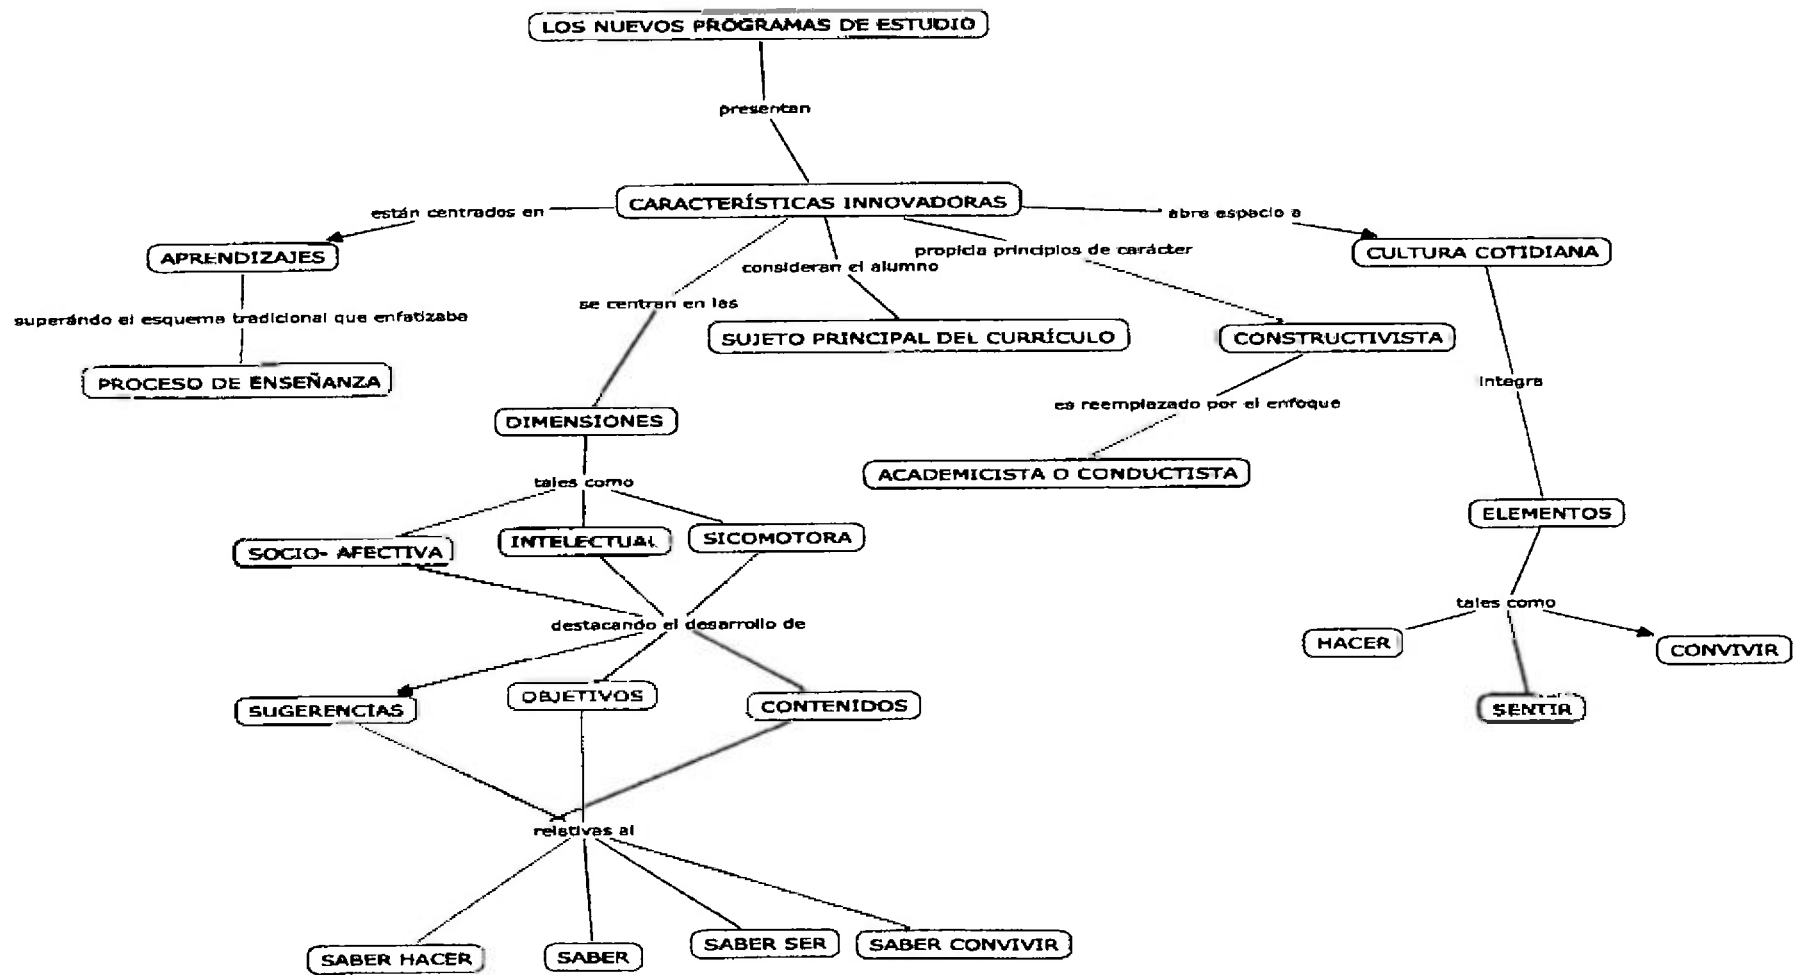 LOS NUEVOS PROGRAMAS DE ESTUDIO
presentan
CARACTERÍSTICAS INNOVADORAS
están centrados en
abre espacio a
propicia principios de carácter
consideran el alumno
APRENDIZAJES
CULTURA COTIDIANA
se centran en las
superándo el esquema tradicional que enfatizaba
SUJETO PRINCIPAL DEL CURRÍCULO
CONSTRUCTIVISTA
PROCESO DE ENSEÑANZA
integra
es reemplazado por el enfoque
DIMENSIONES
ACADEMICISTA O CONDUCTISTA
tales como
ELEMENTOS
SOCIO- AFECTIVA
INTELECTUAL
SICOMOTORA
tales como
destacando el desarrollo de
HACER
CONVIVIR
SENTIR
SUGERENCIAS
OBJETIVOS
CONTENIDOS
relativas al
SABER HACER
SABER
SABER SER
SABER CONVIVIR